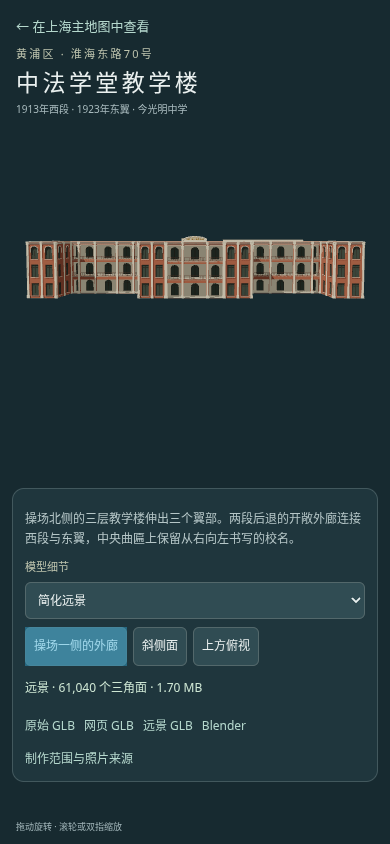 ← 在上海主地图中查看
黄浦区 · 淮海东路70号
中法学堂教学楼
1913年西段 · 1923年东翼 · 今光明中学
操场北侧的三层教学楼伸出三个翼部。两段后退的开敞外廊连接
西段与东翼，中央曲匾上保留从右向左书写的校名。
模型细节
简化远景
操场一侧的外廊 斜侧面 上方俯视
远景 · 61,040 个三角面 · 1.70 MB
原始 GLB 网页 GLB 远景 GLB Blender
制作范围与照片来源
拖动旋转 · 滚轮或双指缩放